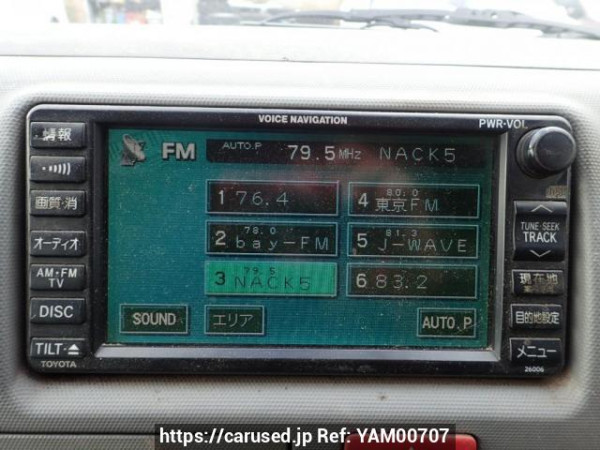 VOICE NAVIGATION
PWR·VOL
情報
画質·消
オーディオ
AM·FM
TV
DISC
TILT·⏏
TOYOTA
FM
AUTO.P
79.5MHz
NACK5
1 76.4
80.0
4 東京FM
78.0
2 bay-FM
81.3
5 J-WAVE
79.5
3 NACK5
6 83.2
SOUND
エリア
AUTO.P
TUNE·SEEK
TRACK
現在地
目的地設定
メニュー
26006
https://carused.jp Ref: YAM00707